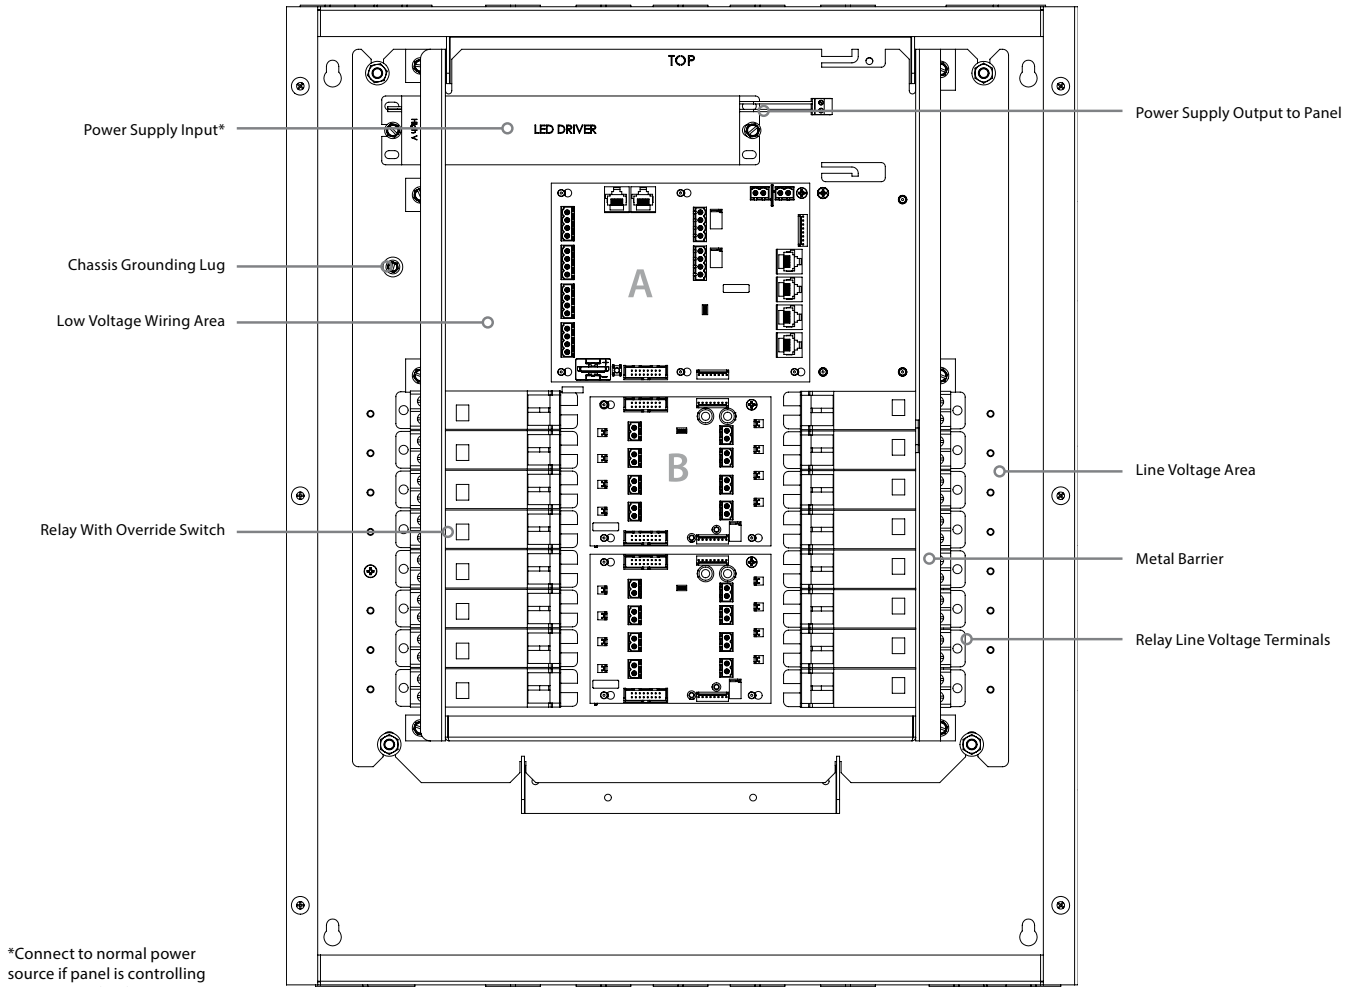 TOP
Power Supply Input*
High V
LED DRIVER
Power Supply Output to Panel
Chassis Grounding Lug
A
Low Voltage Wiring Area
B
Line Voltage Area
Relay With Override Switch
Metal Barrier
Relay Line Voltage Terminals
*Connect to normal power
source if panel is controlling